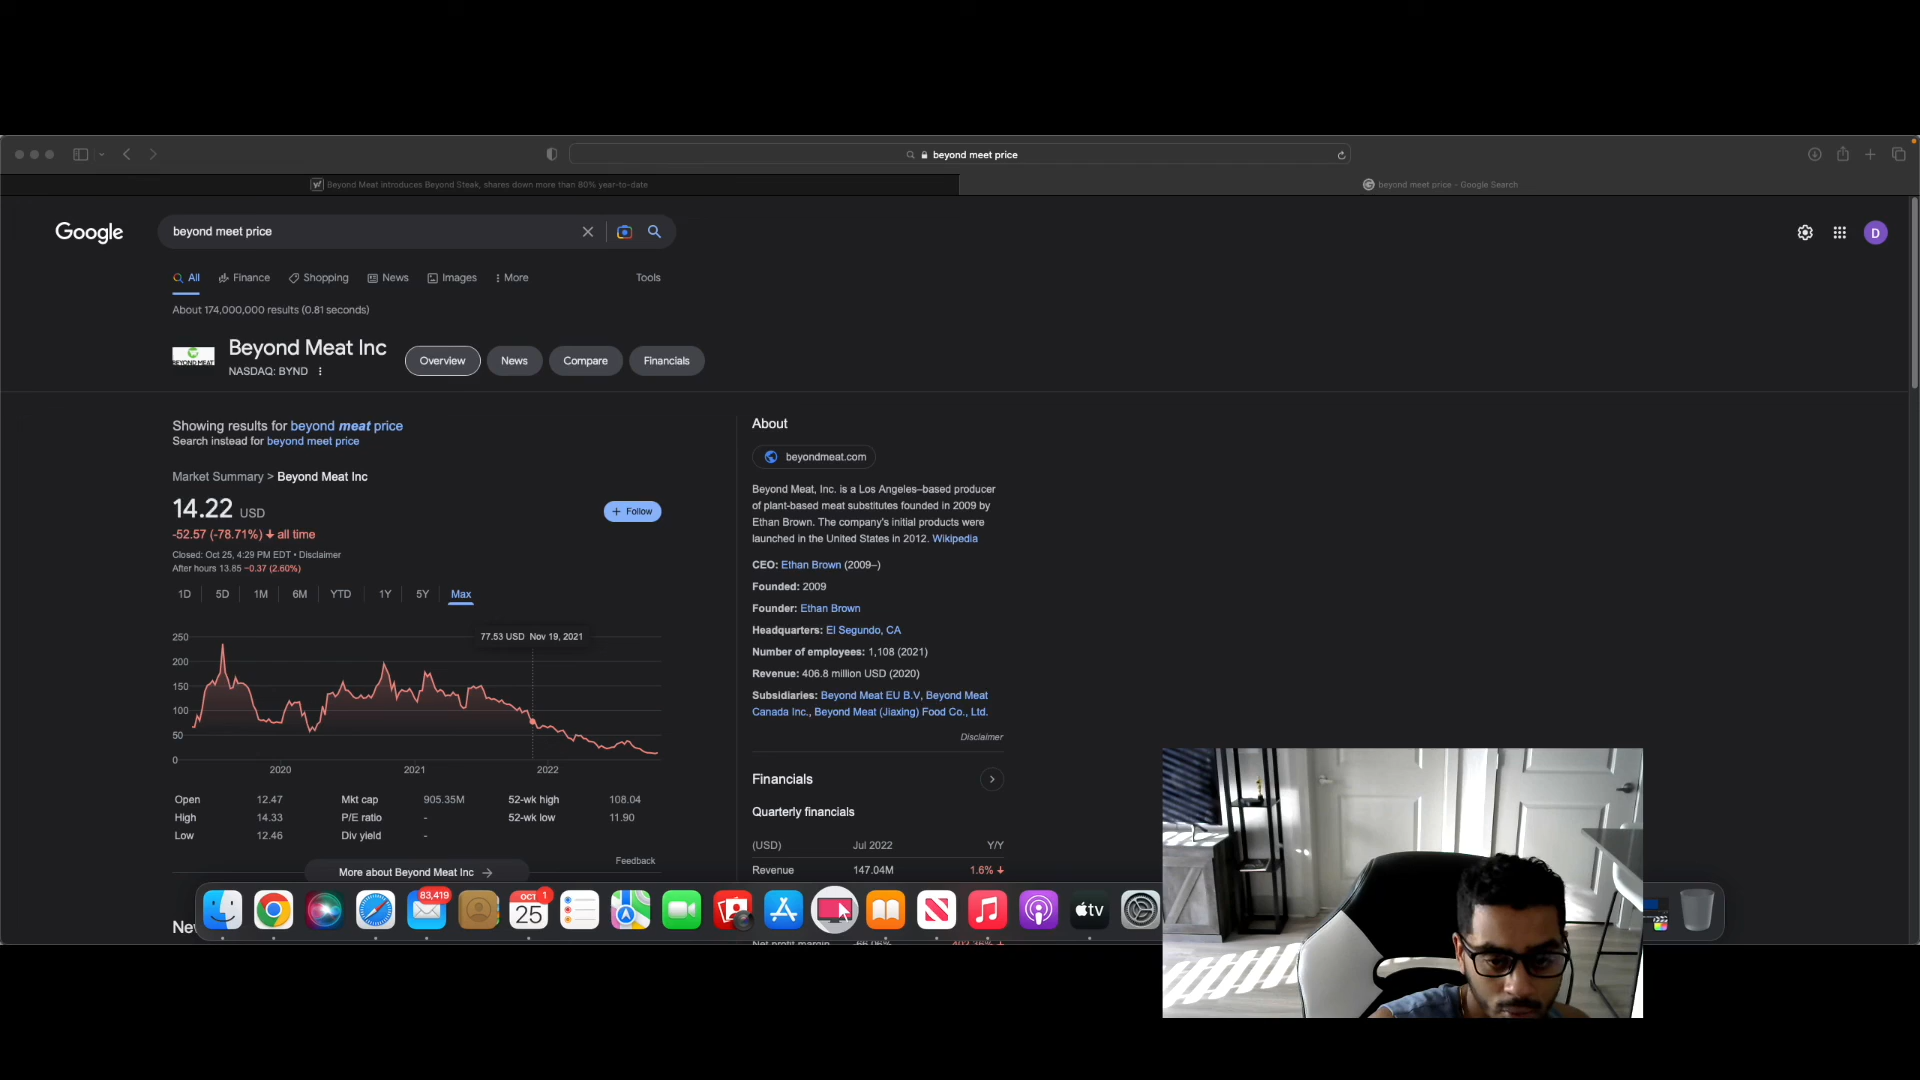 beyond meet price
Beyond Meat introduces Beyond Steak, shares down more than 80% year-to-date
beyond meet price - Google Search
Google
beyond meet price
D
All
Finance
Shopping
News
Images
More
Tools
About 174,000,000 results (0.81 seconds)
BEYOND MEAT
Beyond Meat Inc
NASDAQ: BYND
Overview
News
Compare
Financials
Showing results for beyond meat price
Search instead for beyond meet price
Market Summary > Beyond Meat Inc
14.22 USD
+ Follow
-52.57 (-78.71%) ↓ all time
Closed: Oct 25, 4:29 PM EDT • Disclaimer
After hours 13.85 −0.37 (2.60%)
1D
5D
1M
6M
YTD
1Y
5Y
Max
77.53 USD Nov 19, 2021
250
200
150
100
50
0
2020
2021
2022
Open 12.47
Mkt cap 905.35M
52-wk high 108.04
High 14.33
P/E ratio -
52-wk low 11.90
Low 12.46
Div yield -
Feedback
More about Beyond Meat Inc →
About
beyondmeat.com
Beyond Meat, Inc. is a Los Angeles–based producer
of plant-based meat substitutes founded in 2009 by
Ethan Brown. The company's initial products were
launched in the United States in 2012. Wikipedia
CEO: Ethan Brown (2009–)
Founded: 2009
Founder: Ethan Brown
Headquarters: El Segundo, CA
Number of employees: 1,108 (2021)
Revenue: 406.8 million USD (2020)
Subsidiaries: Beyond Meat EU B.V, Beyond Meat
Canada Inc., Beyond Meat (Jiaxing) Food Co., Ltd.
Disclaimer
Financials
Quarterly financials
(USD) Jul 2022 Y/Y
Revenue 147.04M 1.6% ↓
83,419
OCT
25
1
tv
Net profit margin